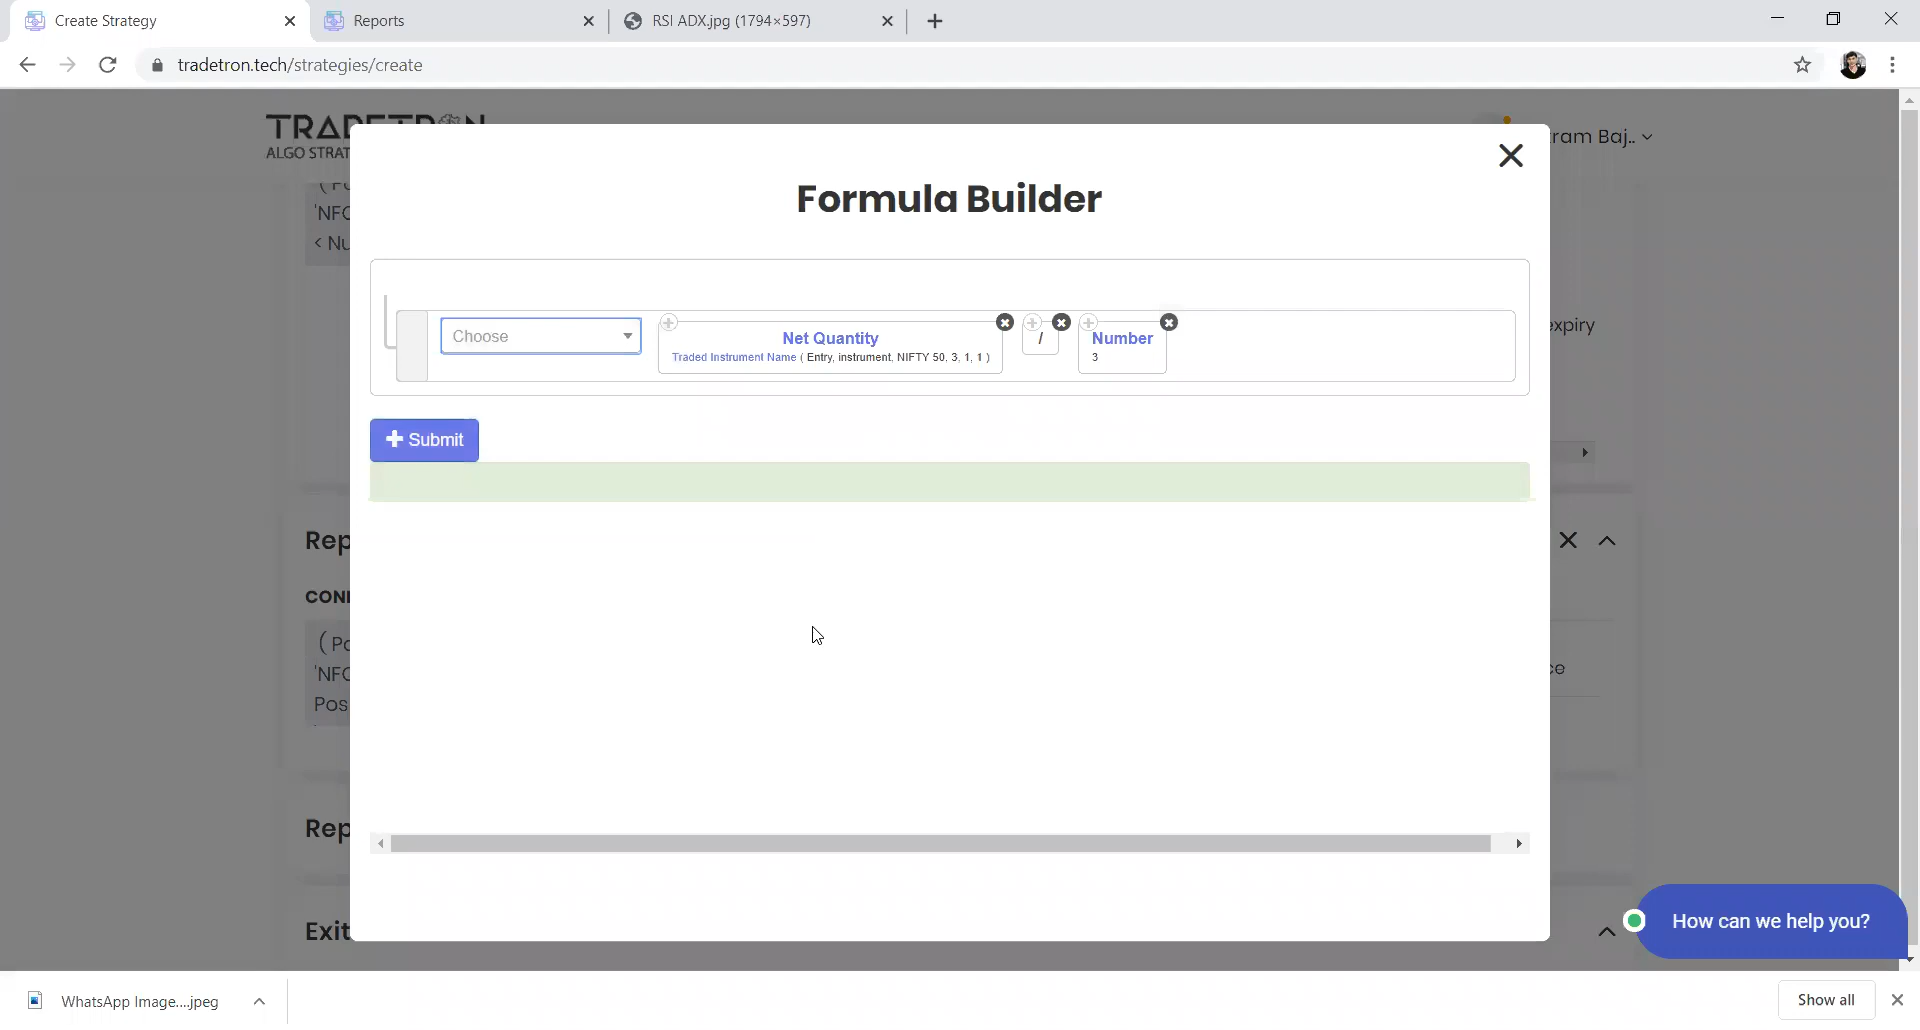 Create Strategy
Reports
RSI ADX.jpg (1794×597)
tradetron.tech/strategies/create
TRADETRON
ALGO STRAT
ram Baj..
'NFO
< Nu
Formula Builder
Choose
Net Quantity
Traded Instrument Name ( Entry, instrument, NIFTY 50, 3, 1, 1 )
/
Number
3
expiry
Submit
Rep
CON
( Po
'NFO
Pos
ce
Rep
Exit
How can we help you?
WhatsApp Image....jpeg
Show all